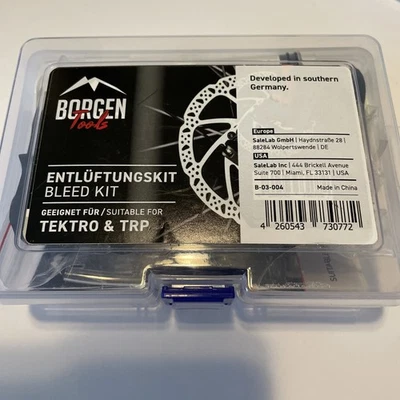 BORGEN
Tools
ENTLÜFTUNGSKIT
BLEED KIT
GEEIGNET FÜR / SUITABLE FOR
TEKTRO & TRP
Developed in southern
Germany.
Europe
SaleLab GmbH | Haydnstraße 28 |
88284 Wolpertswende | DE
USA
SaleLab Inc | 444 Brickell Avenue
Suite 700 | Miami, FL 33131 | USA
B-03-004 Made in China
4 260543 730772